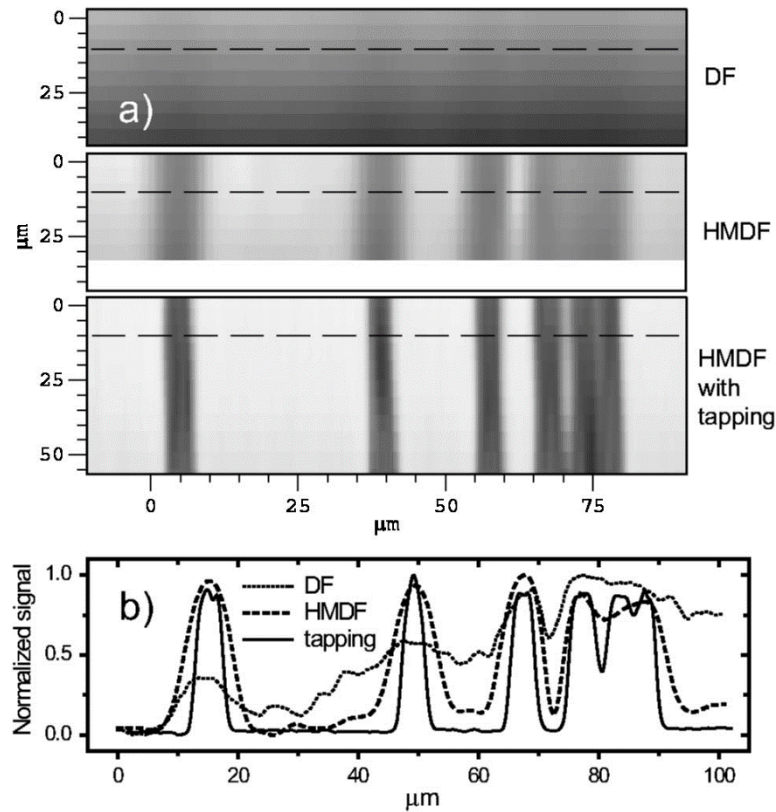 0
25
a)
DF
0
25
μm
HMDF
0
25
50
HMDF
with
tapping
0 25 50 75
μm
1.0
0.5
0.0
Normalized signal
b)
DF
HMDF
tapping
0 20 40 60 80 100
μm